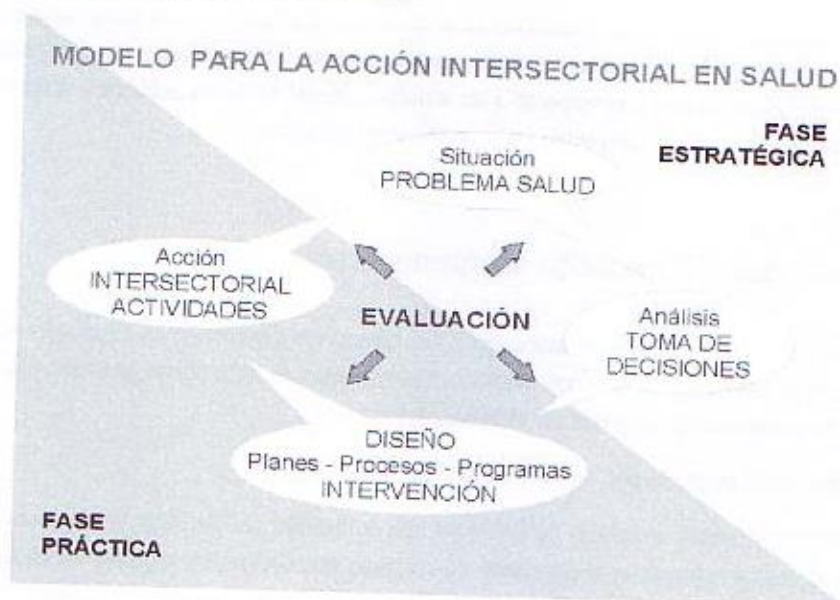 MODELO PARA LA ACCIÓN INTERSECTORIAL EN SALUD
FASE
ESTRATÉGICA
Situación
PROBLEMA SALUD
Acción
INTERSECTORIAL
ACTIVIDADES
EVALUACIÓN
Análisis
TOMA DE
DECISIONES
DISEÑO
Planes - Procesos - Programas
INTERVENCIÓN
FASE
PRÁCTICA